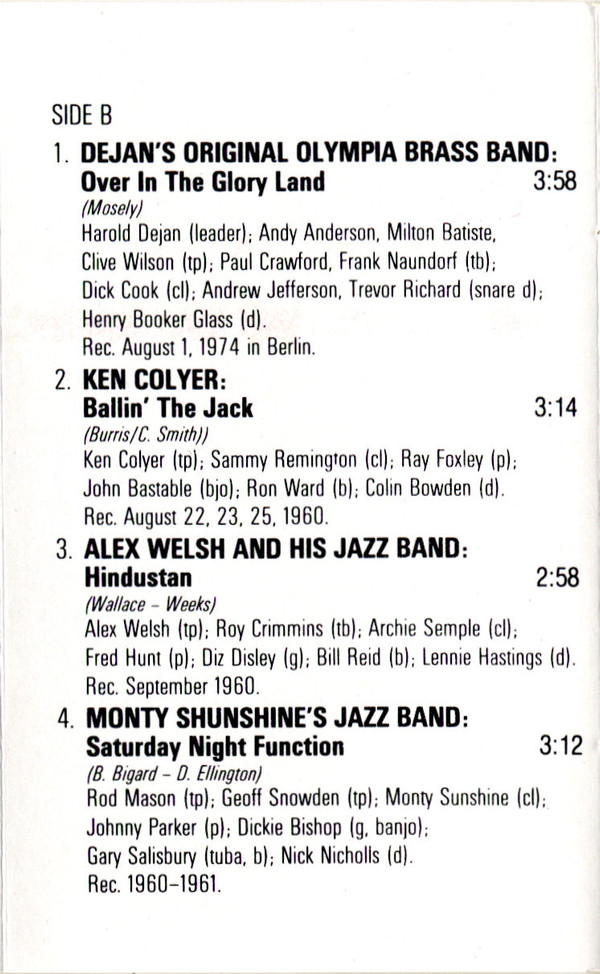 SIDE B
1. DEJAN'S ORIGINAL OLYMPIA BRASS BAND:
Over In The Glory Land 3:58
(Mosely)
Harold Dejan (leader); Andy Anderson, Milton Batiste,
Clive Wilson (tp); Paul Crawford, Frank Naundorf (tb);
Dick Cook (cl); Andrew Jefferson, Trevor Richard (snare d);
Henry Booker Glass (d).
Rec. August 1, 1974 in Berlin.
2. KEN COLYER:
Ballin' The Jack 3:14
(Burris/C. Smith))
Ken Colyer (tp); Sammy Remington (cl); Ray Foxley (p);
John Bastable (bjo); Ron Ward (b); Colin Bowden (d).
Rec. August 22, 23, 25, 1960.
3. ALEX WELSH AND HIS JAZZ BAND:
Hindustan 2:58
(Wallace – Weeks)
Alex Welsh (tp); Roy Crimmins (tb); Archie Semple (cl);
Fred Hunt (p); Diz Disley (g); Bill Reid (b); Lennie Hastings (d).
Rec. September 1960.
4. MONTY SHUNSHINE'S JAZZ BAND:
Saturday Night Function 3:12
(B. Bigard – D. Ellington)
Rod Mason (tp); Geoff Snowden (tp); Monty Sunshine (cl);
Johnny Parker (p); Dickie Bishop (g, banjo);
Gary Salisbury (tuba, b); Nick Nicholls (d).
Rec. 1960–1961.